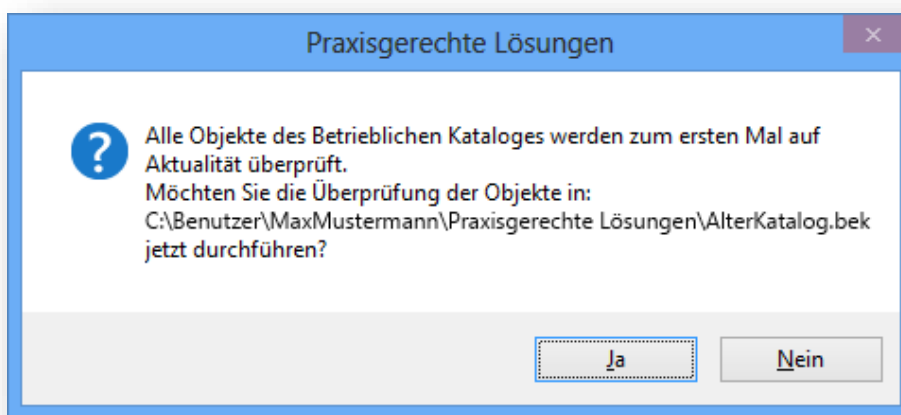 Praxisgerechte Lösungen
Alle Objekte des Betrieblichen Kataloges werden zum ersten Mal auf
Aktualität überprüft.
Möchten Sie die Überprüfung der Objekte in:
C:\Benutzer\MaxMustermann\Praxisgerechte Lösungen\AlterKatalog.bek
jetzt durchführen?
Ja
Nein